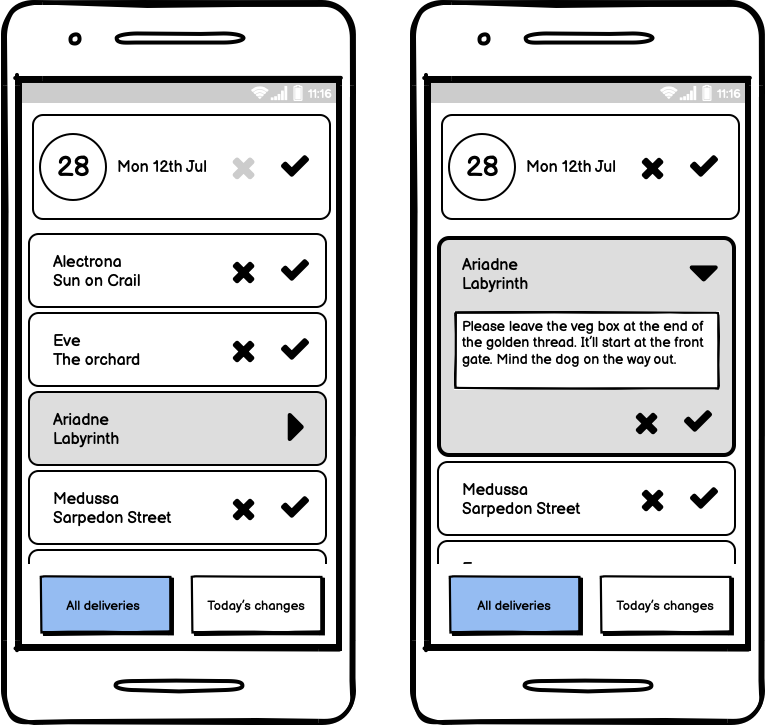 11:16
28 Mon 12th Jul
Alectrona
Sun on Crail
Eve
The orchard
Ariadne
Labyrinth
Medussa
Sarpedon Street
All deliveries
Today's changes
11:16
28 Mon 12th Jul
Ariadne
Labyrinth
Please leave the veg box at the end of
the golden thread. It'll start at the front
gate. Mind the dog on the way out.
Medussa
Sarpedon Street
All deliveries
Today's changes